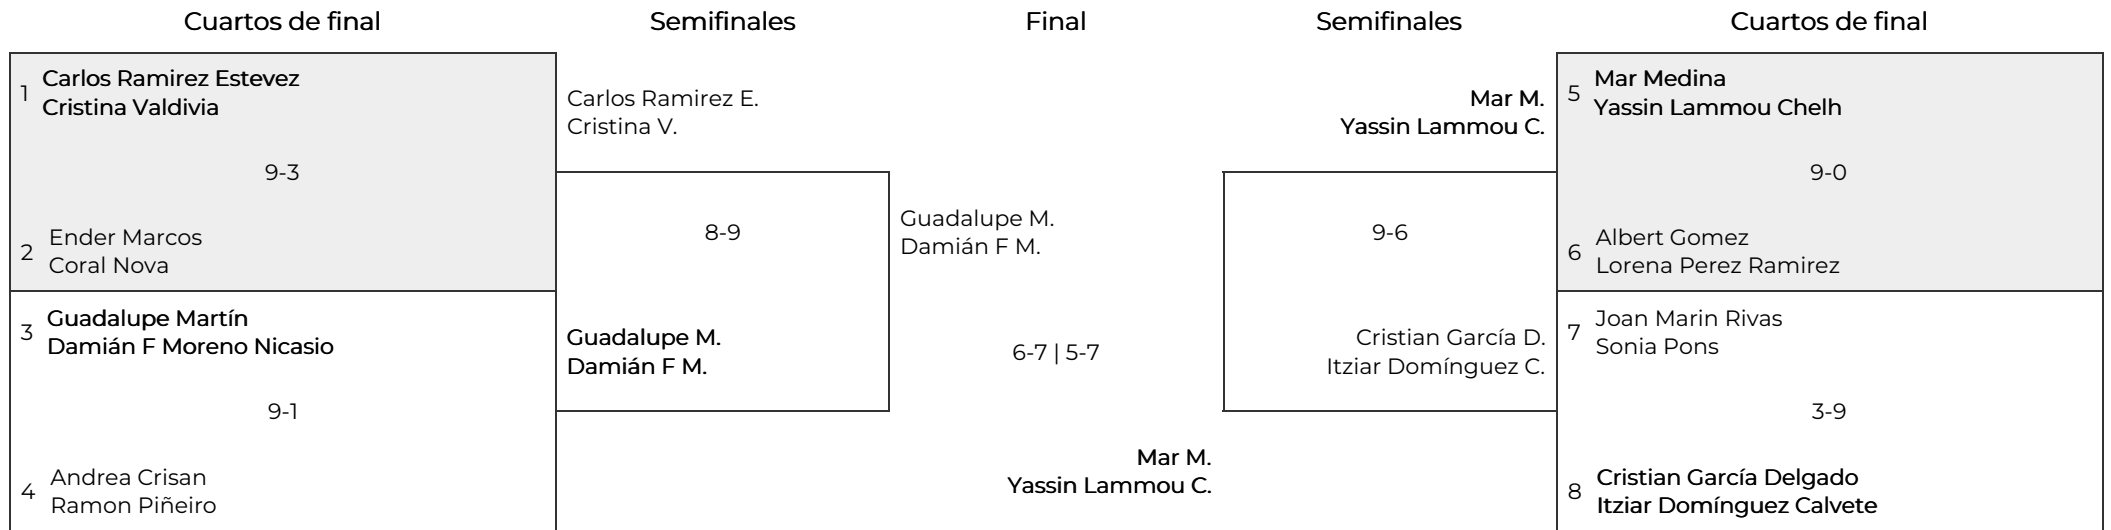 Cuartos de final
Semifinales
Final
Semifinales
Cuartos de final
1
Carlos Ramirez Estevez
Cristina Valdivia
9-3
2
Ender Marcos
Coral Nova
3
Guadalupe Martín
Damián F Moreno Nicasio
9-1
4
Andrea Crisan
Ramon Piñeiro
Carlos Ramirez E.
Cristina V.
8-9
Guadalupe M.
Damián F M.
Guadalupe M.
Damián F M.
6-7 | 5-7
Mar M.
Yassin Lammou C.
Mar M.
Yassin Lammou C.
9-6
Cristian García D.
Itziar Domínguez C.
5
Mar Medina
Yassin Lammou Chelh
9-0
6
Albert Gomez
Lorena Perez Ramirez
7
Joan Marin Rivas
Sonia Pons
3-9
8
Cristian García Delgado
Itziar Domínguez Calvete